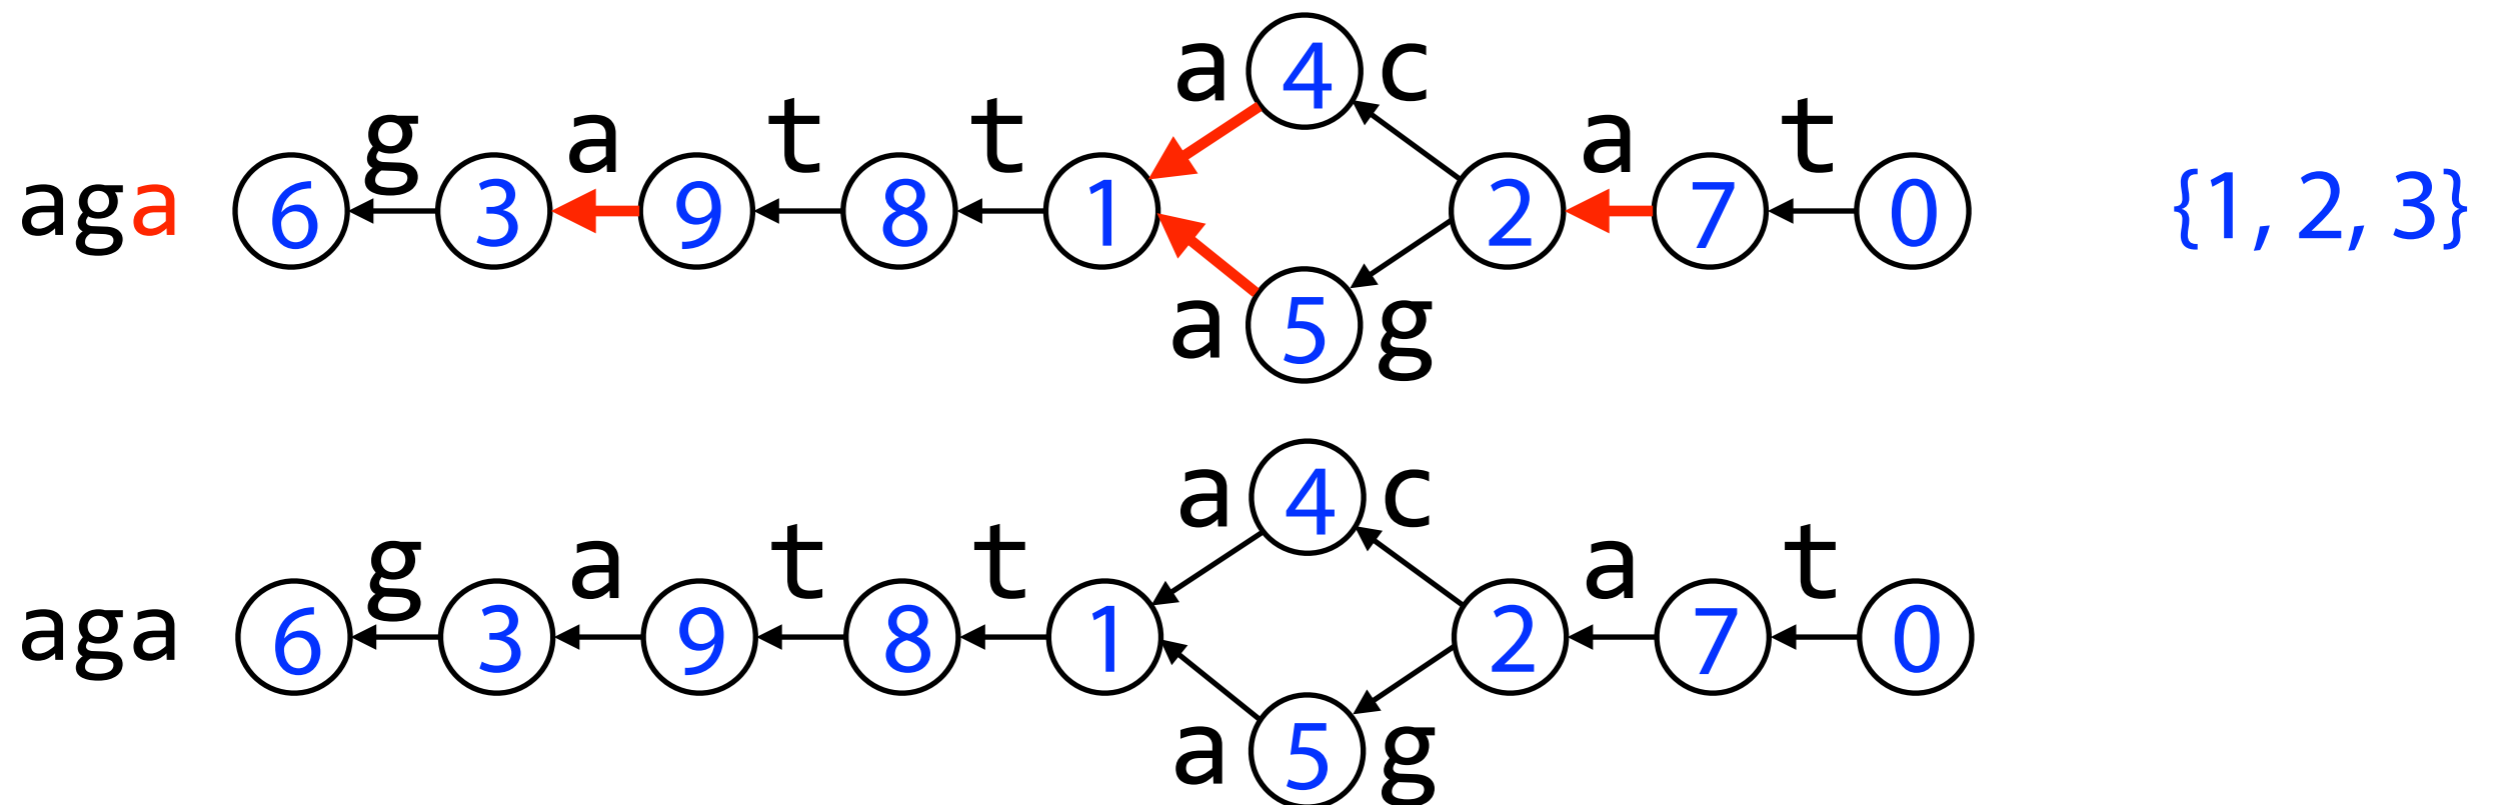 a 4 c
g a t t a t
aga 6 3 9 8 1 2 7 0 {1, 2, 3}
a 5 g
a 4 c
g a t t a t
aga 6 3 9 8 1 2 7 0
a 5 g